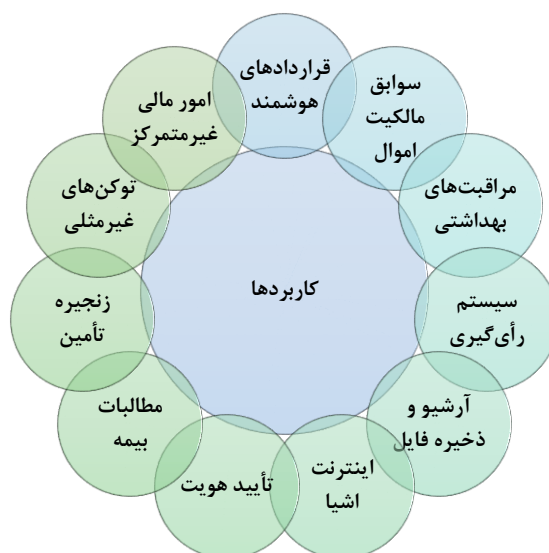 قراردادهای
هوشمند
سوابق
مالکیت
اموال
مراقبت‌های
بهداشتی
سیستم
رأی‌گیری
آرشیو و
ذخیره فایل
اینترنت
اشیا
تأیید هویت
مطالبات
بیمه
زنجیره
تأمین
توکن‌های
غیرمثلی
امور مالی
غیرمتمرکز
کاربردها